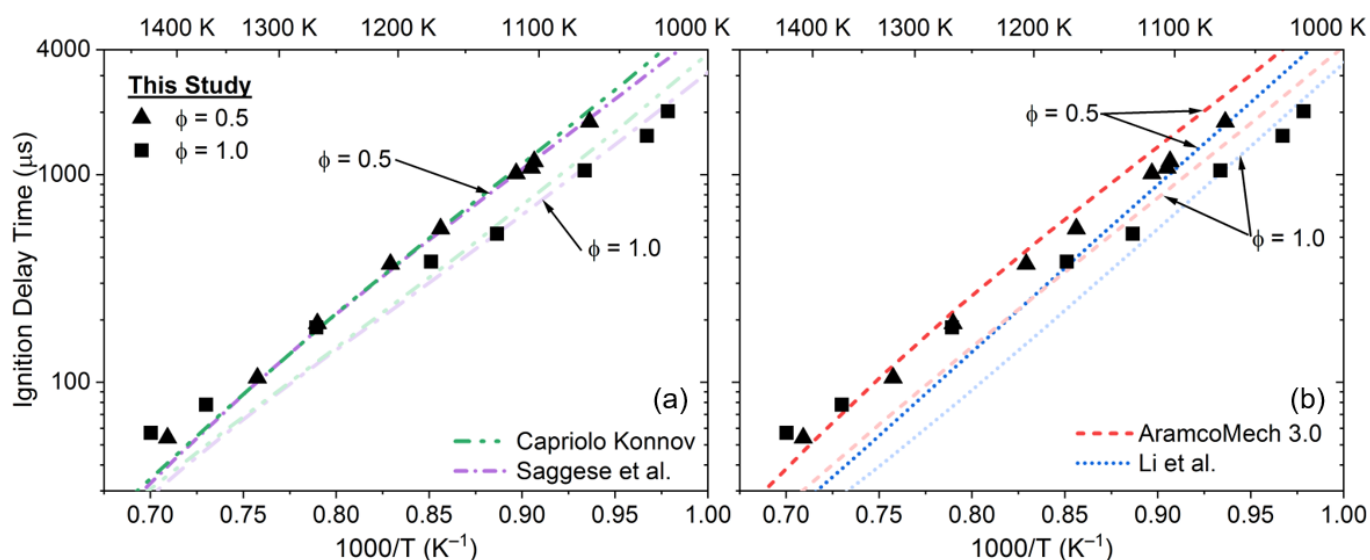 1400 K 1300 K 1200 K 1100 K 1000 K
1400 K 1300 K 1200 K 1100 K 1000 K
4000
1000
100
Ignition Delay Time (μs)
This Study
ϕ = 0.5
ϕ = 1.0
ϕ = 0.5
ϕ = 1.0
(a)
Capriolo Konnov
Saggese et al.
0.70 0.75 0.80 0.85 0.90 0.95 1.00
1000/T (K⁻¹)
ϕ = 0.5
ϕ = 1.0
(b)
AramcoMech 3.0
Li et al.
0.70 0.75 0.80 0.85 0.90 0.95 1.00
1000/T (K⁻¹)